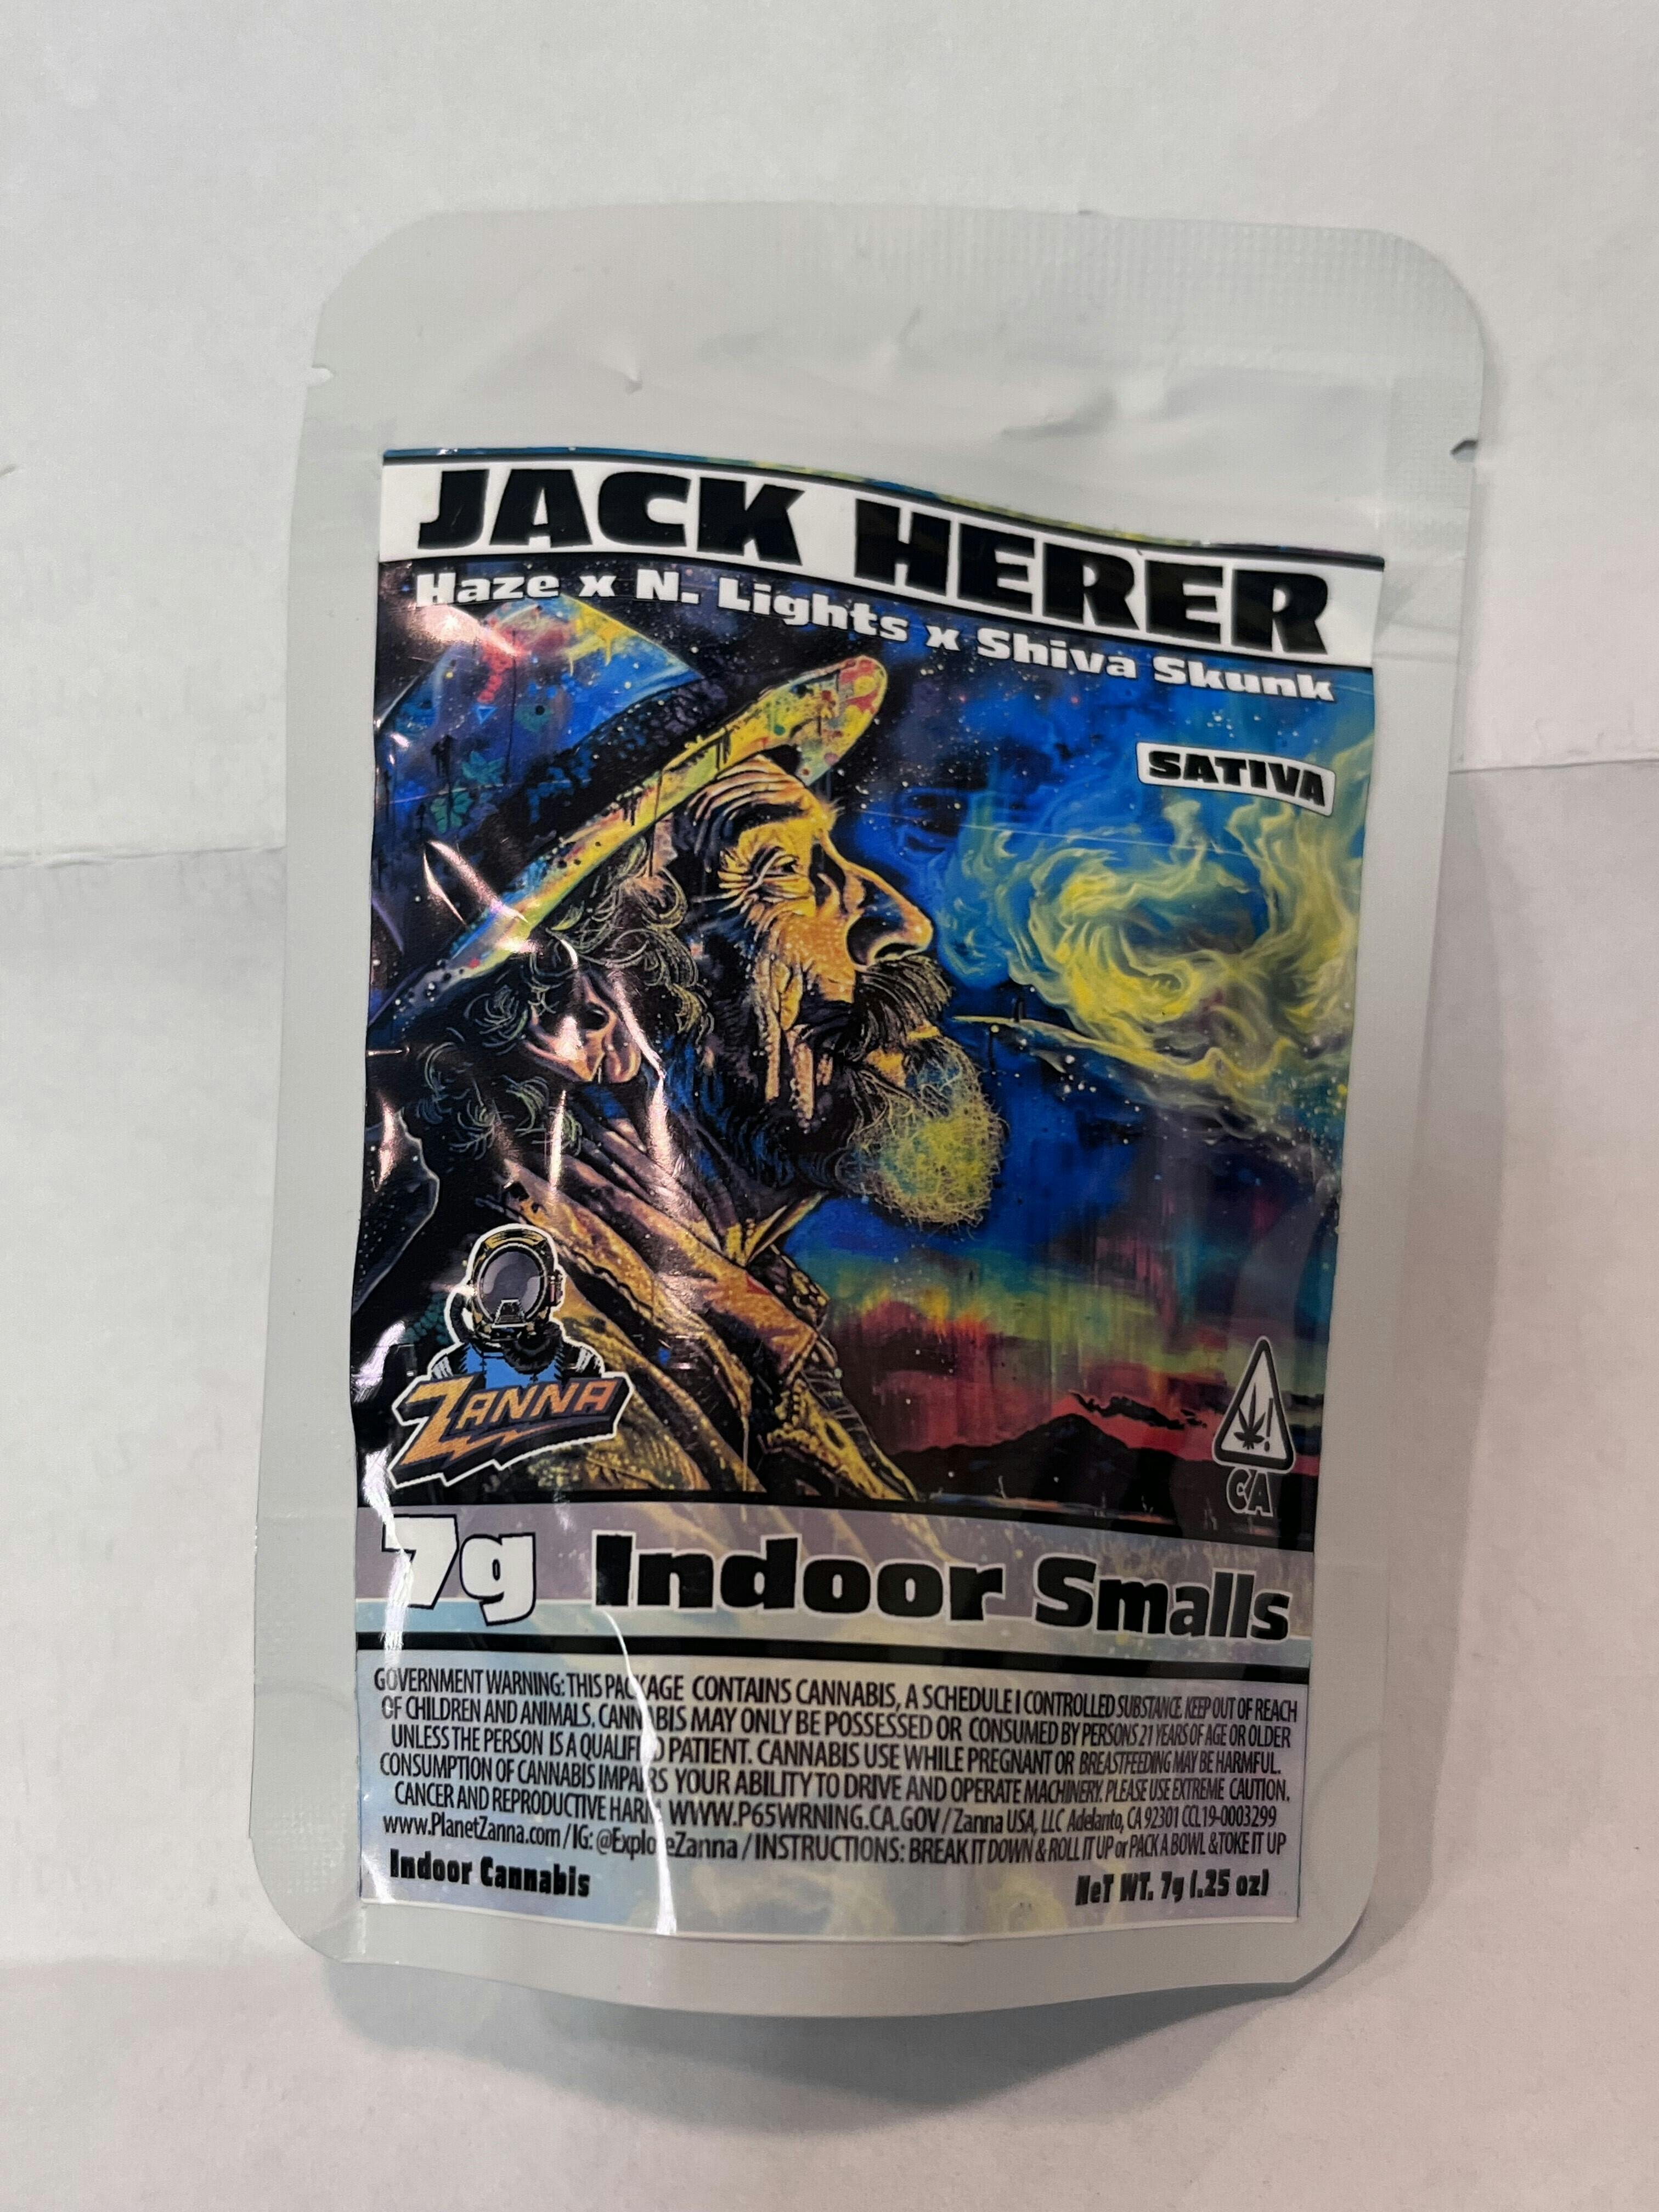 JACK HERER
Haze x N. Lights x Shiva Skunk
SATIVA
ZANNA
CA
7g Indoor Smalls
GOVERNMENT WARNING: THIS PACKAGE CONTAINS CANNABIS, A SCHEDULE I CONTROLLED SUBSTANCE. KEEP OUT OF REACH
OF CHILDREN AND ANIMALS. CANNABIS MAY ONLY BE POSSESSED OR CONSUMED BY PERSONS 21 YEARS OF AGE OR OLDER
UNLESS THE PERSON IS A QUALIFIED PATIENT. CANNABIS USE WHILE PREGNANT OR BREASTFEEDING MAY BE HARMFUL.
CONSUMPTION OF CANNABIS IMPAIRS YOUR ABILITY TO DRIVE AND OPERATE MACHINERY. PLEASE USE EXTREME CAUTION.
CANCER AND REPRODUCTIVE HARM WWW.P65WRNING.CA.GOV / Zanna USA, LLC Adelanto, CA 92301 CCL19-0003299
www.PlanetZanna.com / IG: @ExploreZanna / INSTRUCTIONS: BREAK IT DOWN & ROLL IT UP or PACK A BOWL & TOKE IT UP
Indoor Cannabis
NeT WT. 7g (.25 oz)